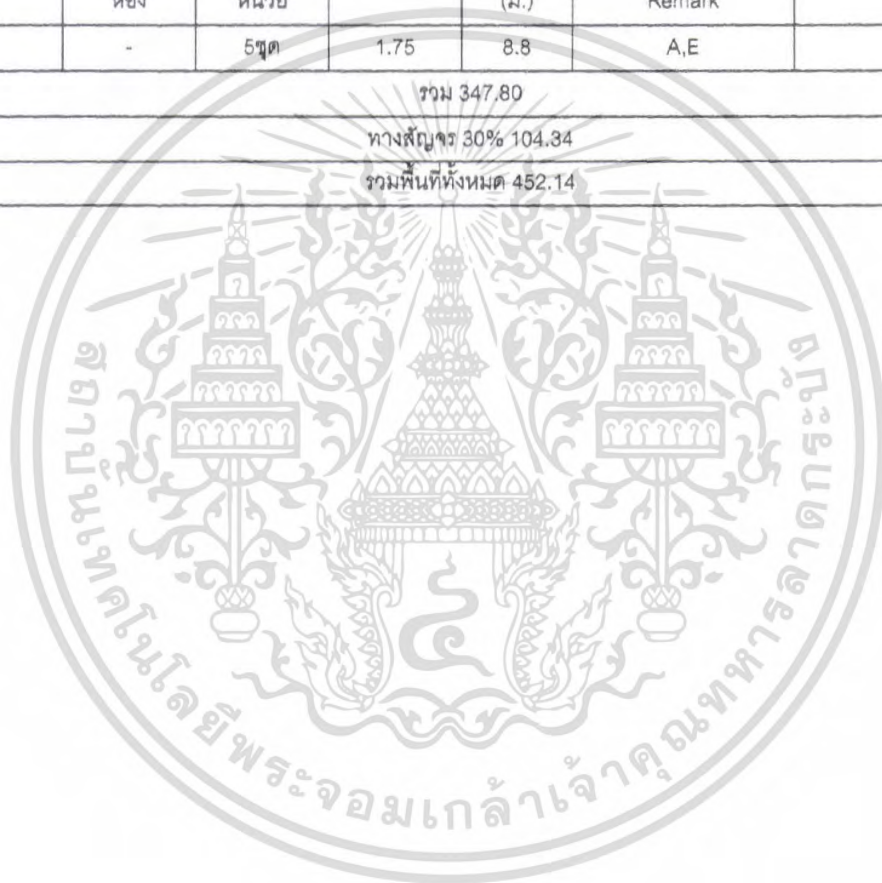 ห้อง หน่วย (ม.) Remark
- 5ชุด 1.75 8.8 A,E
รวม 347.80
ทางสัญจร 30% 104.34
รวมพื้นที่ทั้งหมด 452.14
สถาบันเทคโนโลยีพระจอมเกล้าเจ้าคุณทหารลาดกระบัง